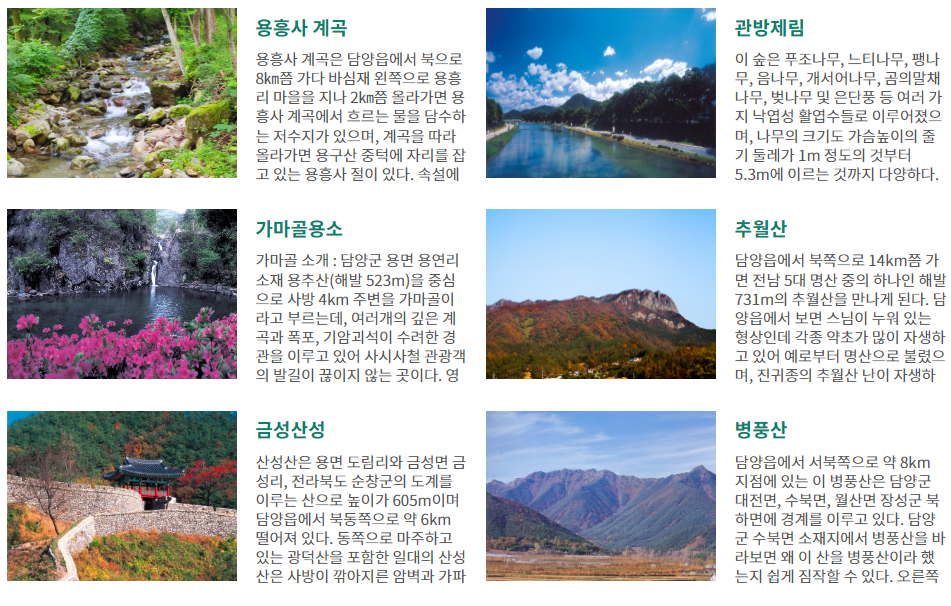 용흥사 계곡
용흥사 계곡은 담양읍에서 북으로
8㎞쯤 가다 바심재 왼쪽으로 용흥
리 마을을 지나 2㎞쯤 올라가면 용
흥사 계곡에서 흐르는 물을 담수하
는 저수지가 있으며, 계곡을 따라
올라가면 용구산 중턱에 자리를 잡
고 있는 용흥사 절이 있다. 속설에
관방제림
이 숲은 푸조나무, 느티나무, 팽나
무, 음나무, 개서어나무, 곰의말채
나무, 벚나무 및 은단풍 등 여러 가
지 낙엽성 활엽수들로 이루어졌으
며, 나무의 크기도 가슴높이의 줄
기 둘레가 1m 정도의 것부터
5.3m에 이르는 것까지 다양하다.
가마골용소
가마골 소개 : 담양군 용면 용연리
소재 용추산(해발 523m)을 중심
으로 사방 4km 주변을 가마골이
라고 부르는데, 여러개의 깊은 계
곡과 폭포, 기암괴석이 수려한 경
관을 이루고 있어 사시사철 관광객
의 발길이 끊이지 않는 곳이다. 영
추월산
담양읍에서 북쪽으로 14km쯤 가
면 전남 5대 명산 중의 하나인 해발
731m의 추월산을 만나게 된다. 담
양읍에서 보면 스님이 누워 있는
형상인데 각종 약초가 많이 자생하
고 있어 예로부터 명산으로 불렸으
며, 진귀종의 추월산 난이 자생하
금성산성
산성산은 용면 도림리와 금성면 금
성리, 전라북도 순창군의 도계를
이루는 산으로 높이가 605m이며
담양읍에서 북동쪽으로 약 6km
떨어져 있다. 동쪽으로 마주하고
있는 광덕산을 포함한 일대의 산성
산은 사방이 깎아지른 암벽과 가파
병풍산
담양읍에서 서북쪽으로 약 8km
지점에 있는 이 병풍산은 담양군
대전면, 수북면, 월산면 장성군 북
하면에 경계를 이루고 있다. 담양
군 수북면 소재지에서 병풍산을 바
라보면 왜 이 산을 병풍산이라 했
는지 쉽게 짐작할 수 있다. 오른쪽